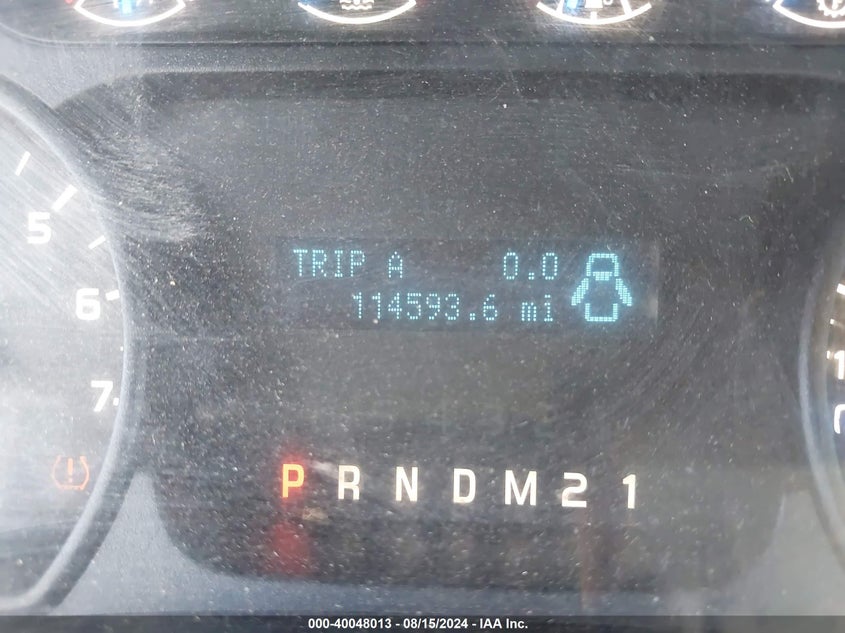 5
6
7
TRIP A 0.0
114593.6 mi
P R N D M 2 1
000-40048013 - 08/15/2024 - IAA Inc.